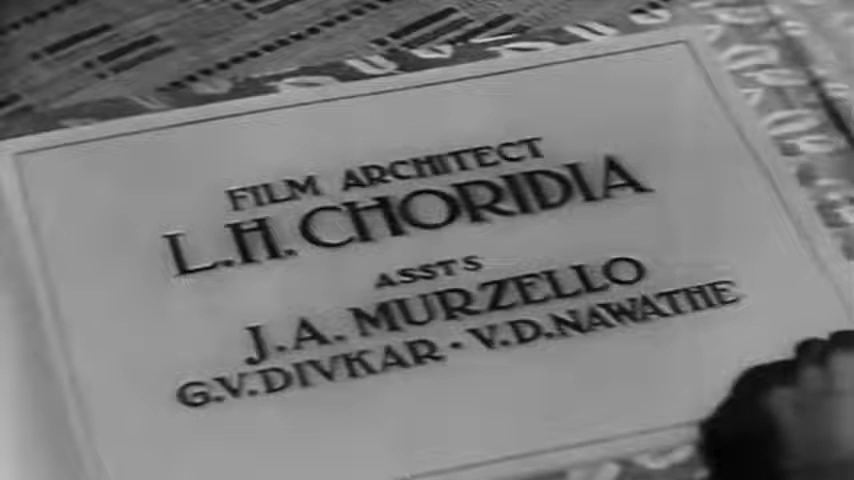 FILM ARCHITECT
L.H. CHORIDIA
ASSTS
J.A. MURZELLO
G.V. DIVKAR · V.D. NAWATHE